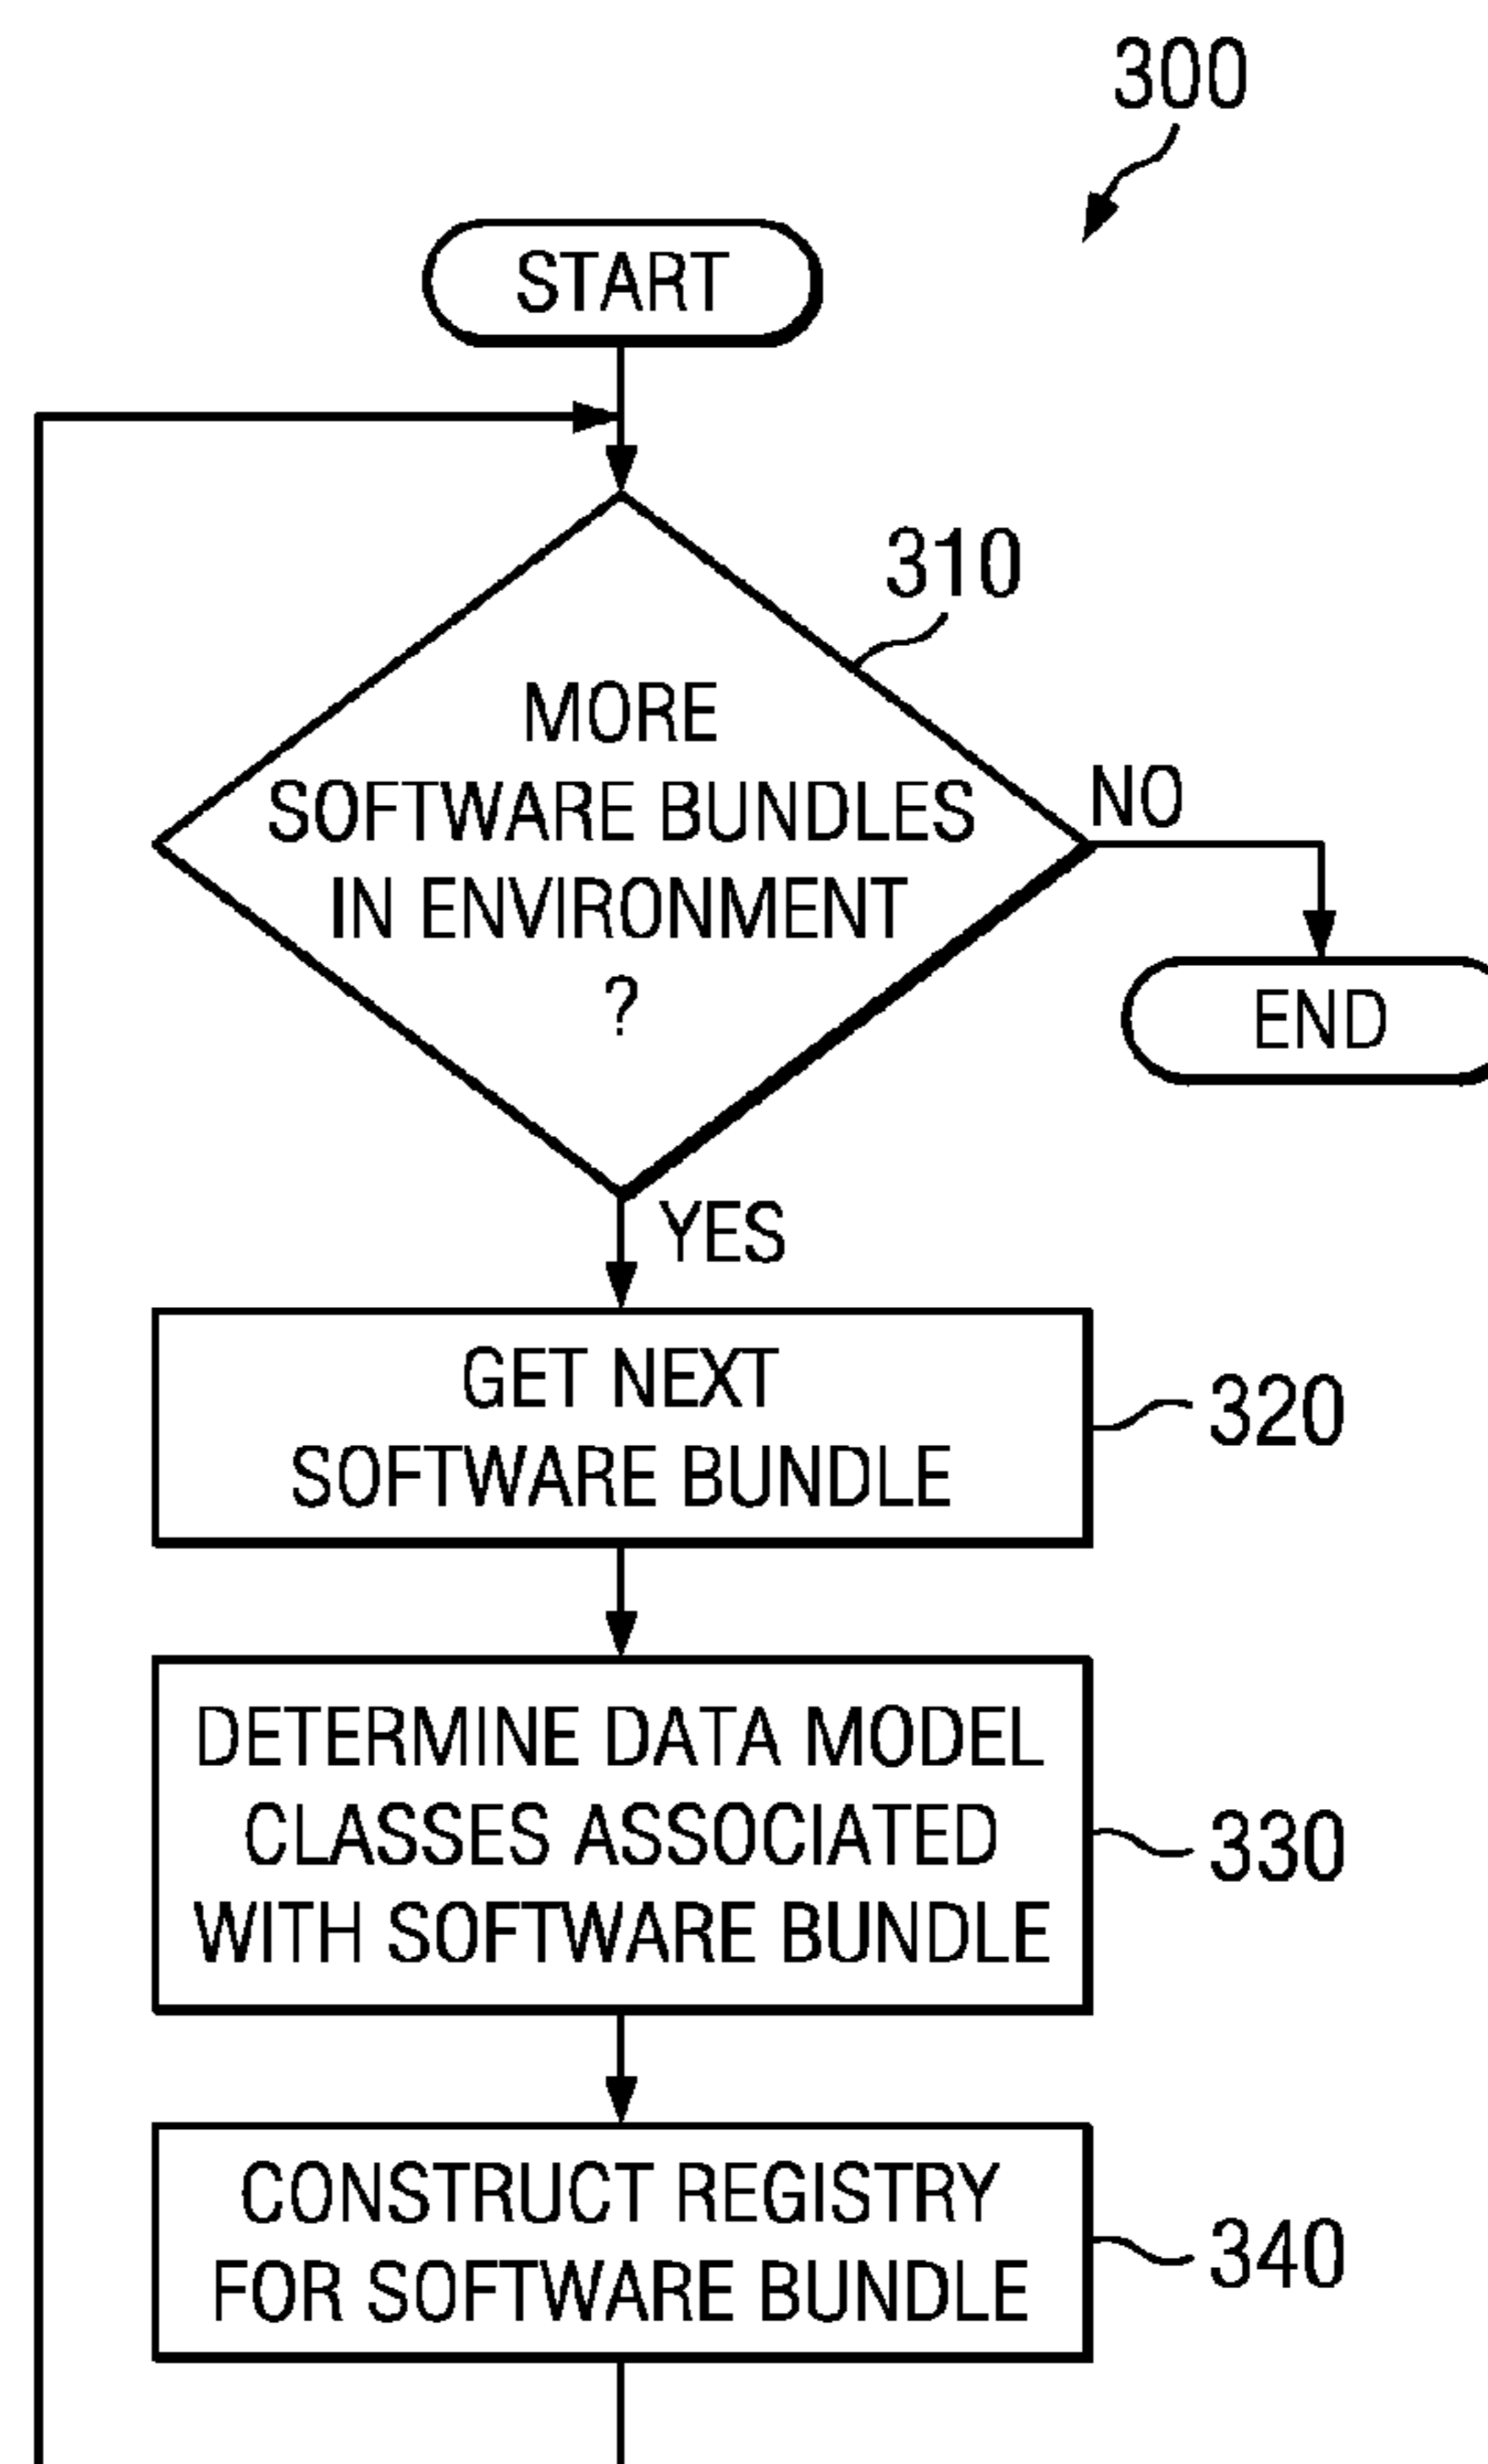 300
START
310
MORE
SOFTWARE BUNDLES
IN ENVIRONMENT
?
NO
END
YES
GET NEXT
SOFTWARE BUNDLE
320
DETERMINE DATA MODEL
CLASSES ASSOCIATED
WITH SOFTWARE BUNDLE
330
CONSTRUCT REGISTRY
FOR SOFTWARE BUNDLE
340